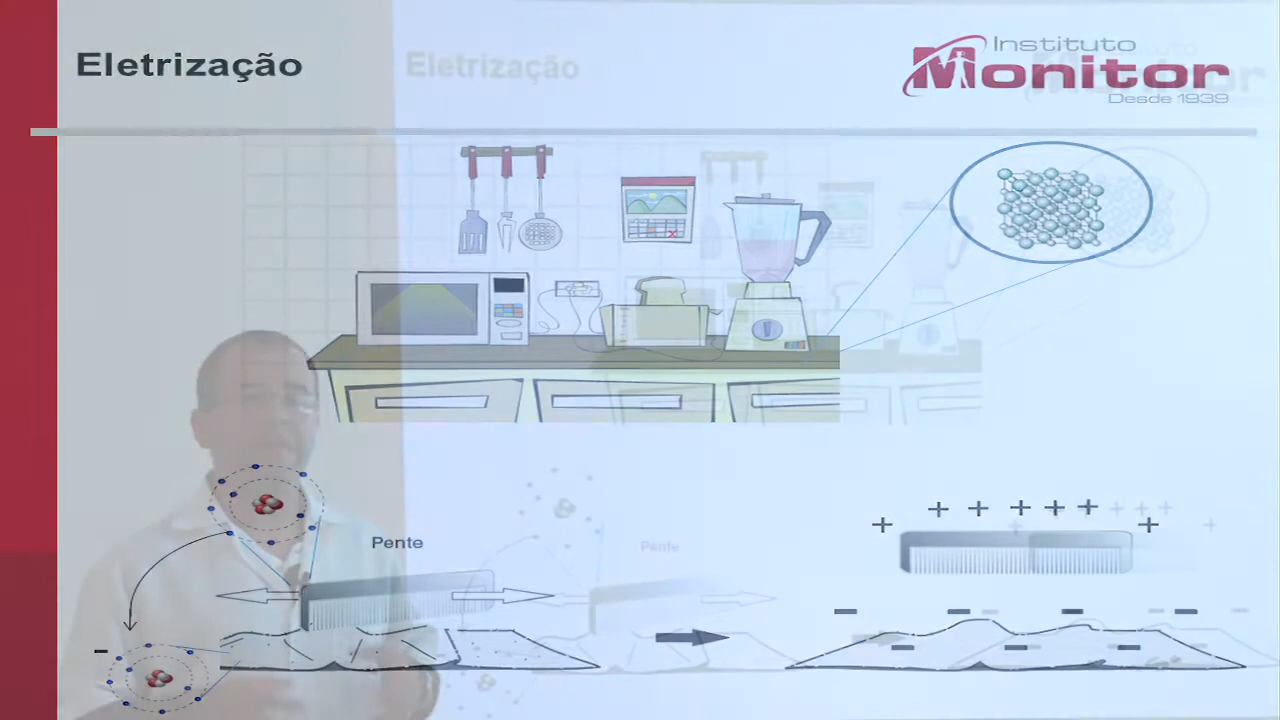 Eletrização
Eletrização
Instituto
Monitor
Desde 1939
Pente
Pente
+ + + + + + +
- - - -
- - -
-